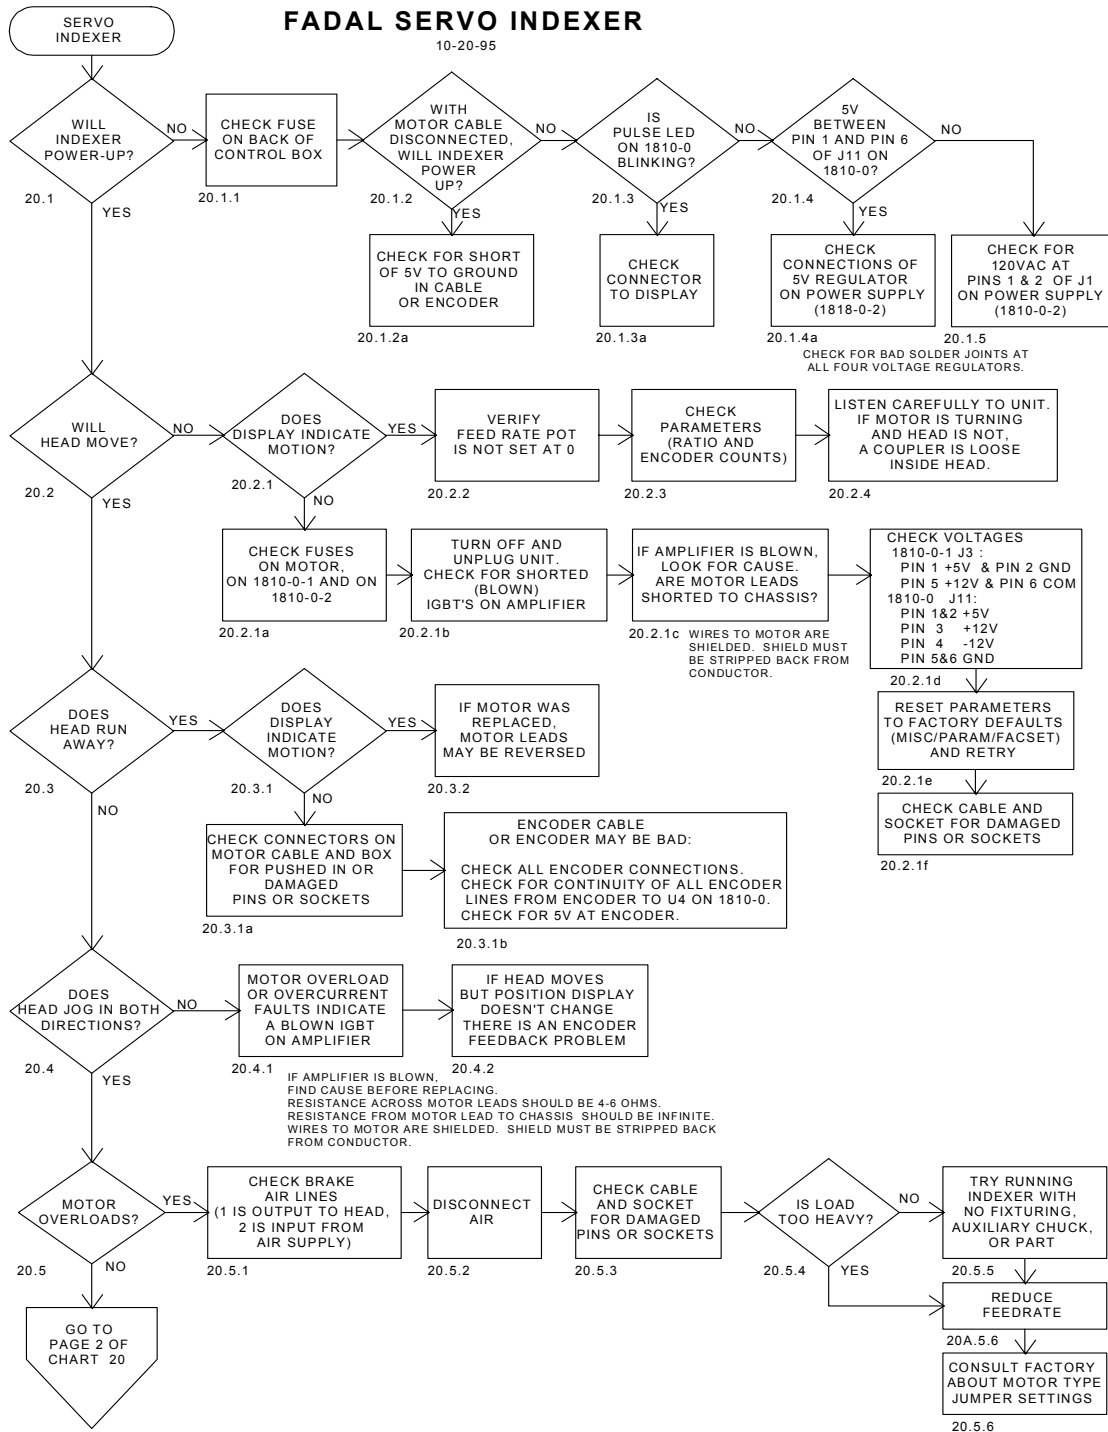 FADAL SERVO INDEXER
10-20-95
SERVO
INDEXER
WILL
INDEXER
POWER-UP?
20.1
NO
YES
CHECK FUSE
ON BACK OF
CONTROL BOX
20.1.1
WITH
MOTOR CABLE
DISCONNECTED,
WILL INDEXER
POWER
UP?
20.1.2
NO
YES
IS
PULSE LED
ON 1810-0
BLINKING?
20.1.3
NO
YES
5V
BETWEEN
PIN 1 AND PIN 6
OF J11 ON
1810-0?
20.1.4
NO
YES
CHECK FOR SHORT
OF 5V TO GROUND
IN CABLE
OR ENCODER
20.1.2a
CHECK
CONNECTOR
TO DISPLAY
20.1.3a
CHECK
CONNECTIONS OF
5V REGULATOR
ON POWER SUPPLY
(1818-0-2)
20.1.4a
CHECK FOR
120VAC AT
PINS 1 & 2 OF J1
ON POWER SUPPLY
(1810-0-2)
20.1.5
CHECK FOR BAD SOLDER JOINTS AT
ALL FOUR VOLTAGE REGULATORS.
WILL
HEAD MOVE?
20.2
NO
YES
DOES
DISPLAY INDICATE
MOTION?
20.2.1
YES
NO
VERIFY
FEED RATE POT
IS NOT SET AT 0
20.2.2
CHECK
PARAMETERS
(RATIO AND
ENCODER COUNTS)
20.2.3
LISTEN CAREFULLY TO UNIT.
IF MOTOR IS TURNING
AND HEAD IS NOT,
A COUPLER IS LOOSE
INSIDE HEAD.
20.2.4
CHECK FUSES
ON MOTOR,
ON 1810-0-1 AND ON
1810-0-2
20.2.1a
TURN OFF AND
UNPLUG UNIT.
CHECK FOR SHORTED
(BLOWN)
IGBT'S ON AMPLIFIER
20.2.1b
IF AMPLIFIER IS BLOWN,
LOOK FOR CAUSE.
ARE MOTOR LEADS
SHORTED TO CHASSIS?
20.2.1c
WIRES TO MOTOR ARE
SHIELDED. SHIELD MUST
BE STRIPPED BACK FROM
CONDUCTOR.
CHECK VOLTAGES
1810-0-1 J3 :
PIN 1 +5V & PIN 2 GND
PIN 5 +12V & PIN 6 COM
1810-0 J11:
PIN 1&2 +5V
PIN 3 +12V
PIN 4 -12V
PIN 5&6 GND
20.2.1d
RESET PARAMETERS
TO FACTORY DEFAULTS
(MISC/PARAM/FACSET)
AND RETRY
20.2.1e
CHECK CABLE AND
SOCKET FOR DAMAGED
PINS OR SOCKETS
20.2.1f
DOES
HEAD RUN
AWAY?
20.3
YES
NO
DOES
DISPLAY
INDICATE
MOTION?
20.3.1
YES
NO
IF MOTOR WAS
REPLACED,
MOTOR LEADS
MAY BE REVERSED
20.3.2
CHECK CONNECTORS ON
MOTOR CABLE AND BOX
FOR PUSHED IN OR
DAMAGED
PINS OR SOCKETS
20.3.1a
ENCODER CABLE
OR ENCODER MAY BE BAD:
CHECK ALL ENCODER CONNECTIONS.
CHECK FOR CONTINUITY OF ALL ENCODER
LINES FROM ENCODER TO U4 ON 1810-0.
CHECK FOR 5V AT ENCODER.
20.3.1b
DOES
HEAD JOG IN BOTH
DIRECTIONS?
20.4
NO
YES
MOTOR OVERLOAD
OR OVERCURRENT
FAULTS INDICATE
A BLOWN IGBT
ON AMPLIFIER
20.4.1
IF HEAD MOVES
BUT POSITION DISPLAY
DOESN'T CHANGE
THERE IS AN ENCODER
FEEDBACK PROBLEM
20.4.2
IF AMPLIFIER IS BLOWN,
FIND CAUSE BEFORE REPLACING.
RESISTANCE ACROSS MOTOR LEADS SHOULD BE 4-6 OHMS.
RESISTANCE FROM MOTOR LEAD TO CHASSIS SHOULD BE INFINITE.
WIRES TO MOTOR ARE SHIELDED. SHIELD MUST BE STRIPPED BACK
FROM CONDUCTOR.
MOTOR
OVERLOADS?
20.5
YES
NO
CHECK BRAKE
AIR LINES
(1 IS OUTPUT TO HEAD,
2 IS INPUT FROM
AIR SUPPLY)
20.5.1
DISCONNECT
AIR
20.5.2
CHECK CABLE
AND SOCKET
FOR DAMAGED
PINS OR SOCKETS
20.5.3
IS LOAD
TOO HEAVY?
20.5.4
NO
YES
TRY RUNNING
INDEXER WITH
NO FIXTURING,
AUXILIARY CHUCK,
OR PART
20.5.5
REDUCE
FEEDRATE
20A.5.6
CONSULT FACTORY
ABOUT MOTOR TYPE
JUMPER SETTINGS
20.5.6
GO TO
PAGE 2 OF
CHART 20